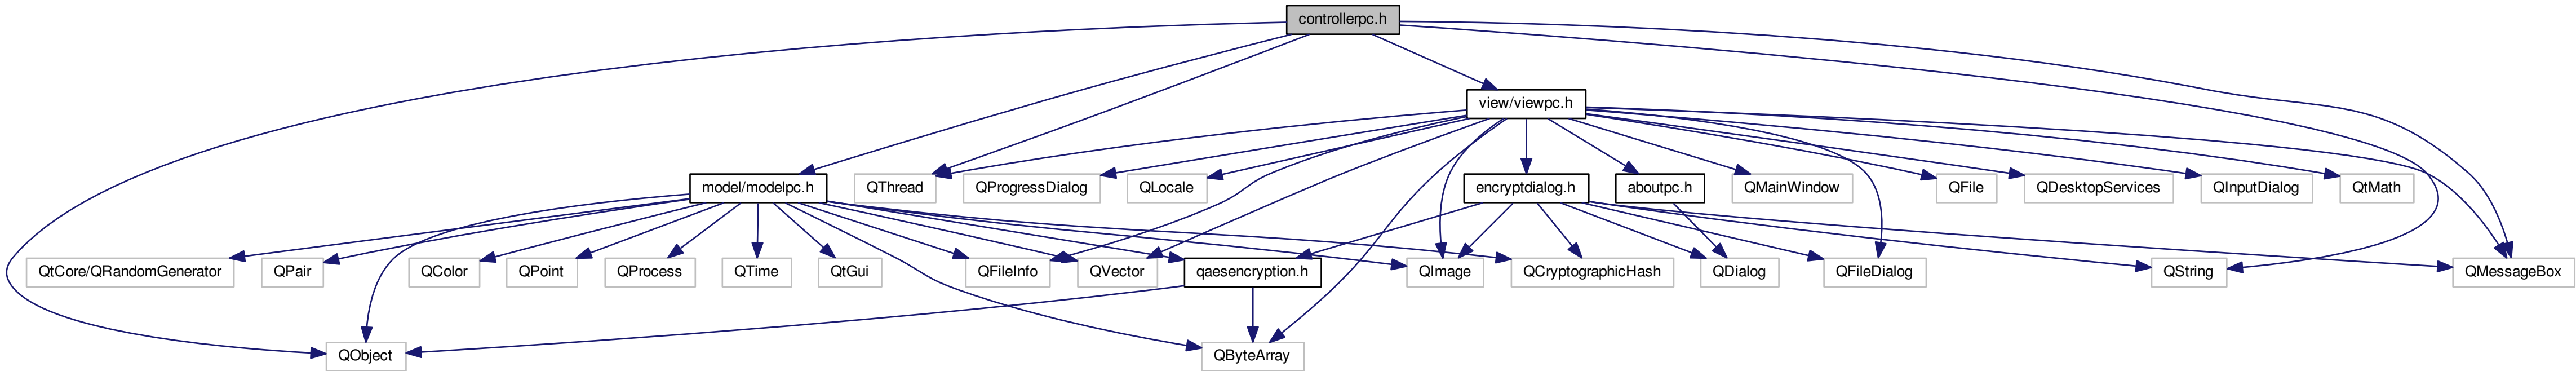 controllerpc.h
view/viewpc.h
model/modelpc.h
QThread
QProgressDialog
QLocale
encryptdialog.h
aboutpc.h
QMainWindow
QFile
QDesktopServices
QInputDialog
QtMath
QtCore/QRandomGenerator
QPair
QColor
QPoint
QProcess
QTime
QtGui
QFileInfo
QVector
qaesencryption.h
QImage
QCryptographicHash
QDialog
QFileDialog
QString
QMessageBox
QObject
QByteArray